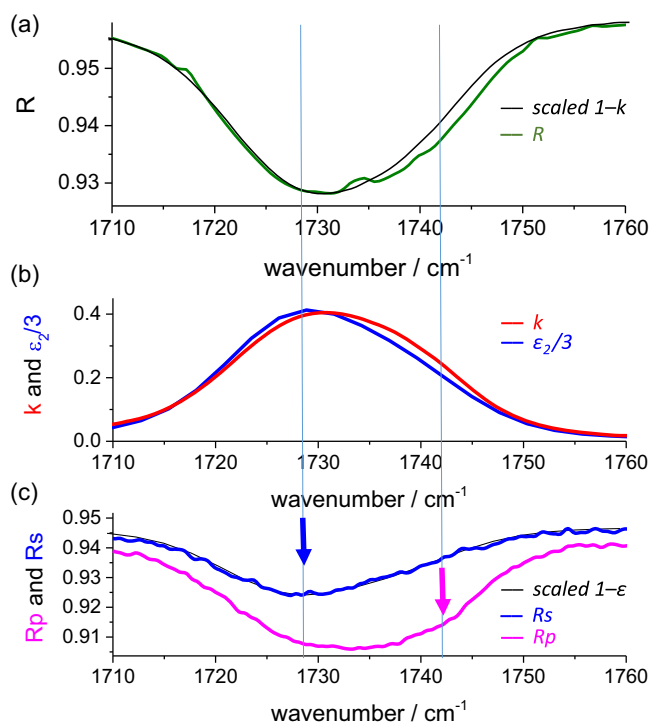 (a)
0.95
0.94
0.93
R
scaled 1–k
R
1710 1720 1730 1740 1750 1760
wavenumber / cm⁻¹
(b)
0.4
0.2
0.0
k and ε₂/3
k
ε₂/3
1710 1720 1730 1740 1750 1760
wavenumber / cm⁻¹
(c)
0.95
0.94
0.93
0.92
0.91
Rp and Rs
scaled 1–ε
Rs
Rp
1710 1720 1730 1740 1750 1760
wavenumber / cm⁻¹